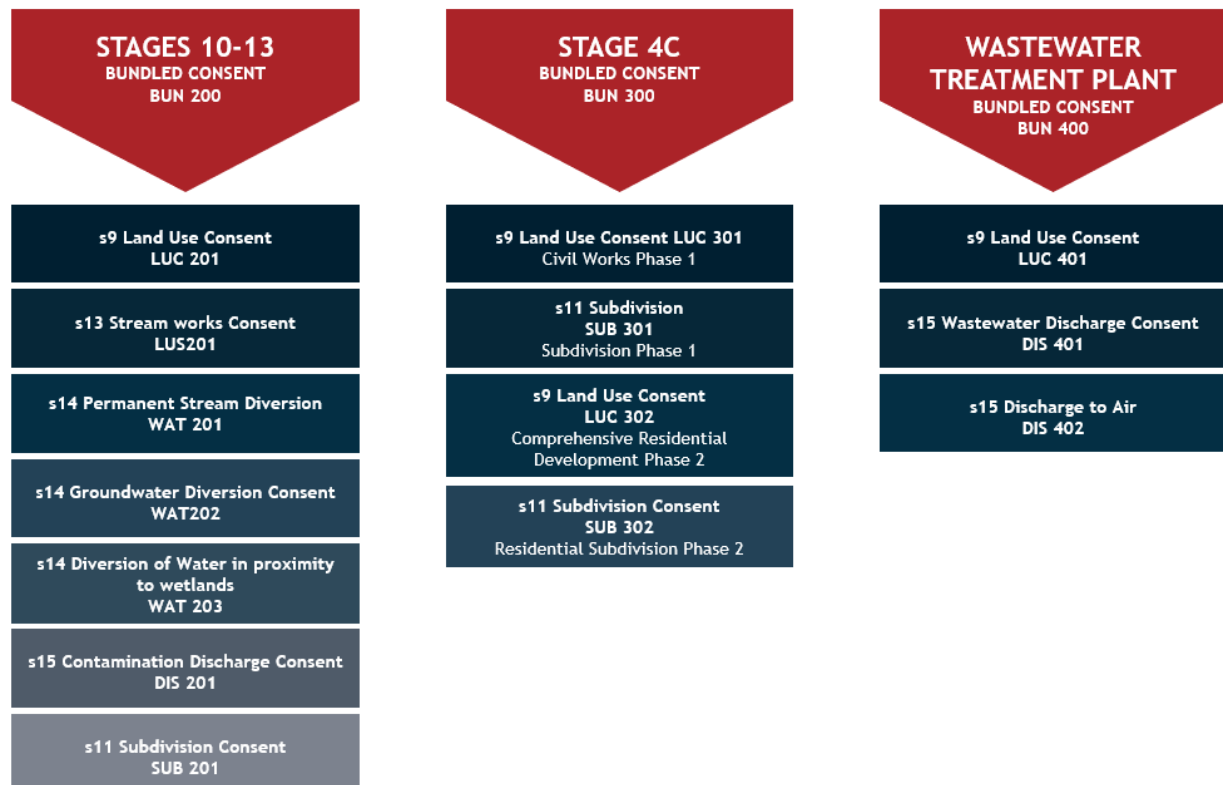 STAGES 10-13
BUNDLED CONSENT
BUN 200
s9 Land Use Consent
LUC 201
s13 Stream works Consent
LUS201
s14 Permanent Stream Diversion
WAT 201
s14 Groundwater Diversion Consent
WAT202
s14 Diversion of Water in proximity
to wetlands
WAT 203
s15 Contamination Discharge Consent
DIS 201
s11 Subdivision Consent
SUB 201
STAGE 4C
BUNDLED CONSENT
BUN 300
s9 Land Use Consent LUC 301
Civil Works Phase 1
s11 Subdivision
SUB 301
Subdivision Phase 1
s9 Land Use Consent
LUC 302
Comprehensive Residential
Development Phase 2
s11 Subdivision Consent
SUB 302
Residential Subdivision Phase 2
WASTEWATER
TREATMENT PLANT
BUNDLED CONSENT
BUN 400
s9 Land Use Consent
LUC 401
s15 Wastewater Discharge Consent
DIS 401
s15 Discharge to Air
DIS 402